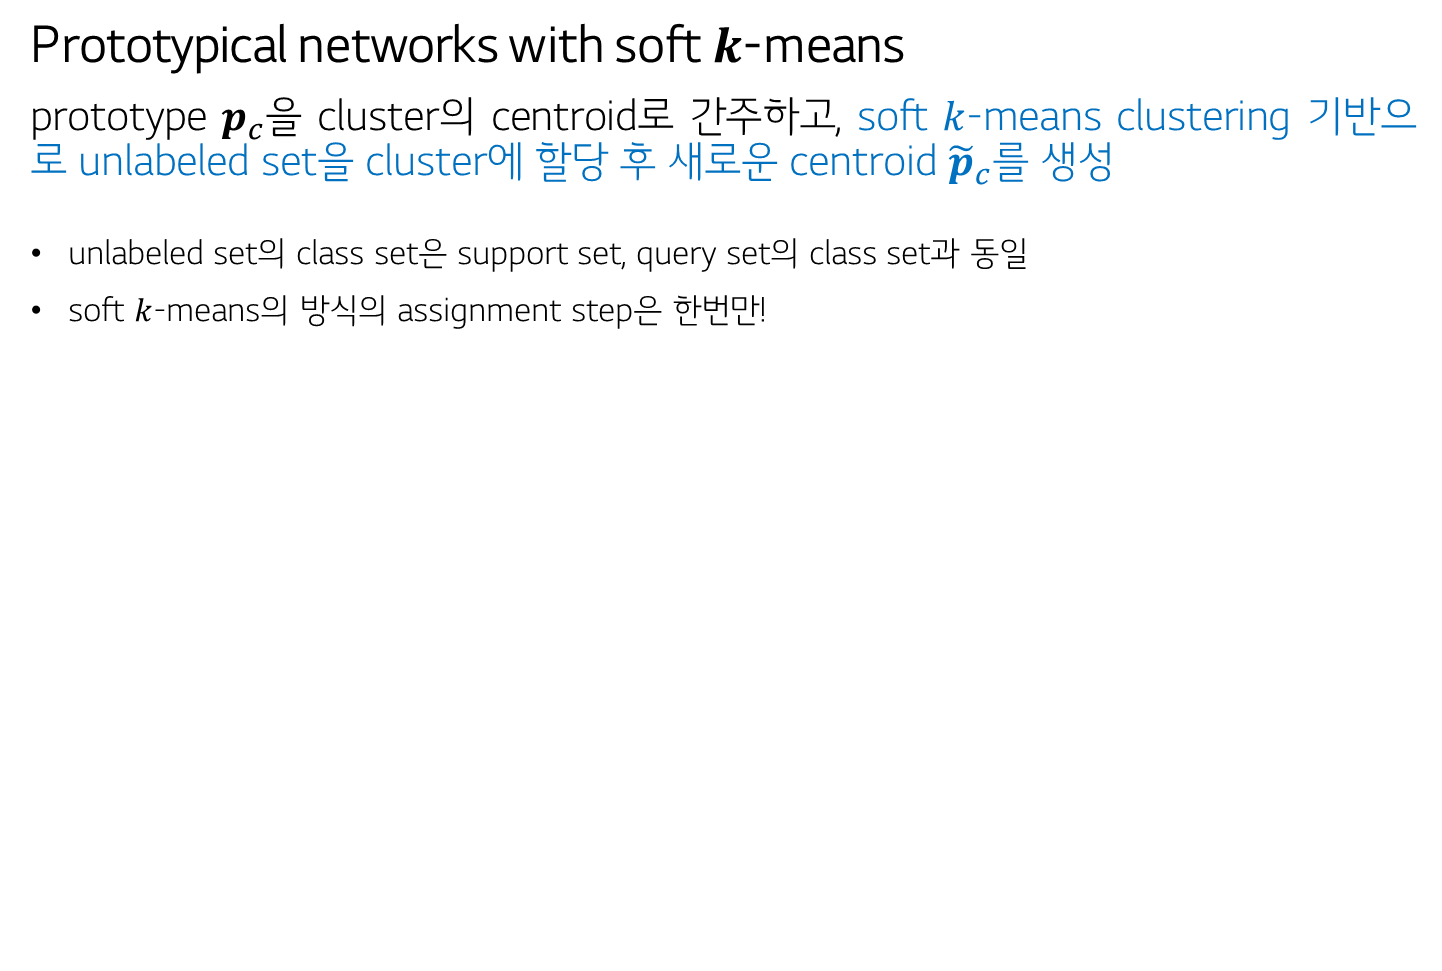 Prototypical networks with soft k-means
prototype p_c을 cluster의 centroid로 간주하고, soft k-means clustering 기반으
로 unlabeled set을 cluster에 할당 후 새로운 centroid p̃_c를 생성
• unlabeled set의 class set은 support set, query set의 class set과 동일
• soft k-means의 방식의 assignment step은 한번만!